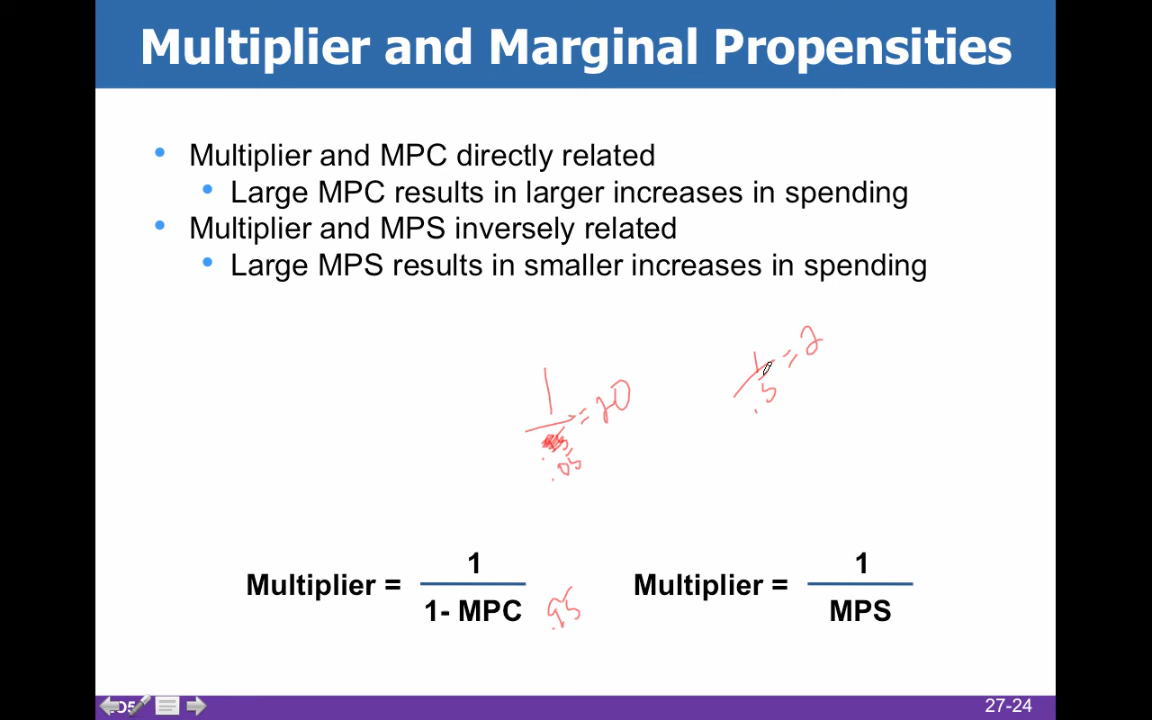 Multiplier and Marginal Propensities
• Multiplier and MPC directly related
• Large MPC results in larger increases in spending
• Multiplier and MPS inversely related
• Large MPS results in smaller increases in spending
1
.05
= 20
1
.5
= 2
Multiplier =
1
1- MPC
.95
Multiplier =
1
MPS
27-24